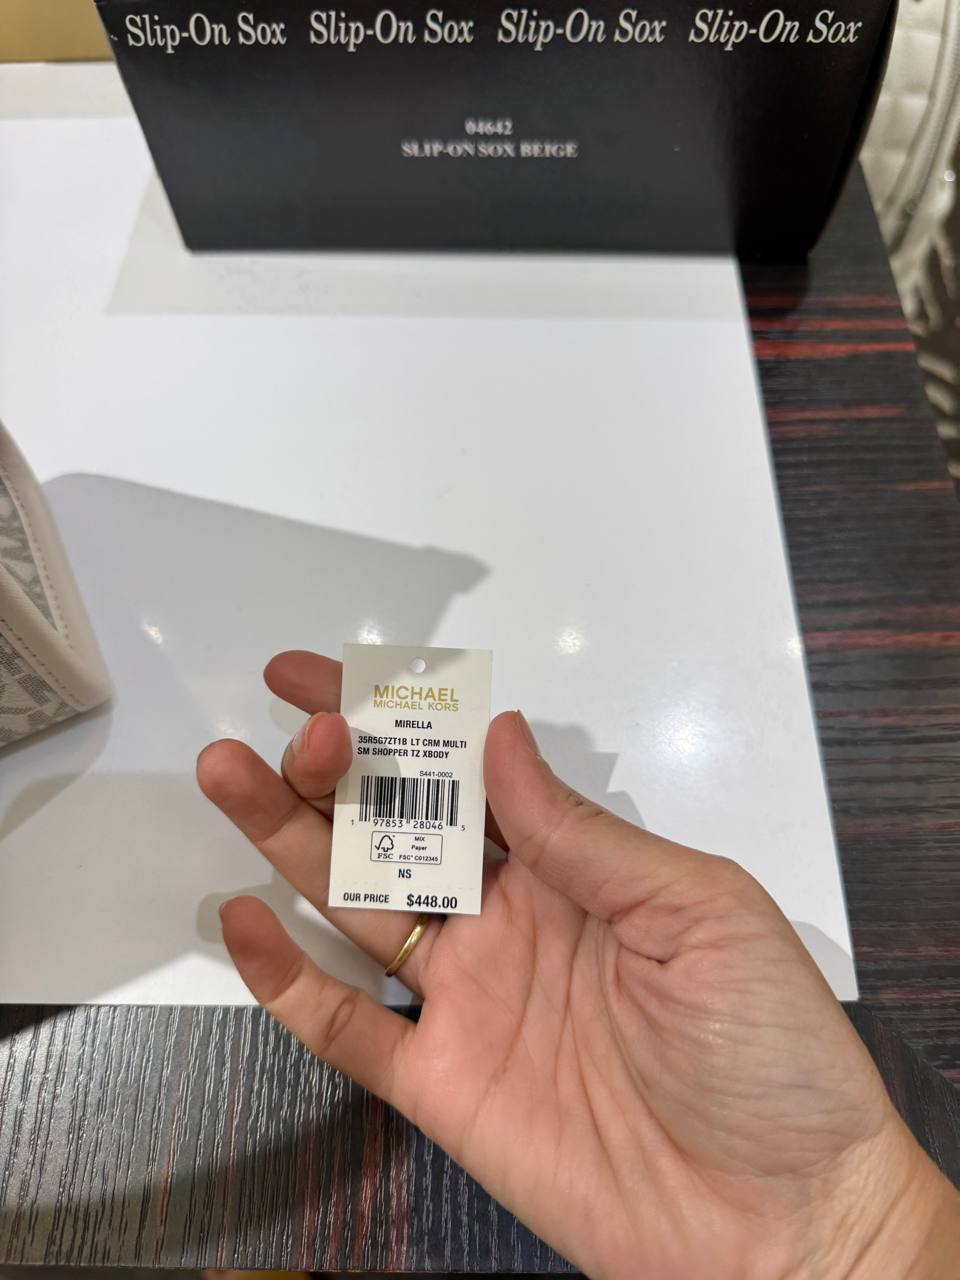 Slip-On Sox Slip-On Sox Slip-On Sox Slip-On Sox
04642
SLIP-ON SOX BEIGE
MICHAEL
MICHAEL KORS
MIRELLA
35R5G7ZT1B LT CRM MULTI
SM SHOPPER TZ XBODY
S441-0002
1 97853 28046 5
FSC
MIX
Paper
FSC® C012345
NS
OUR PRICE $448.00